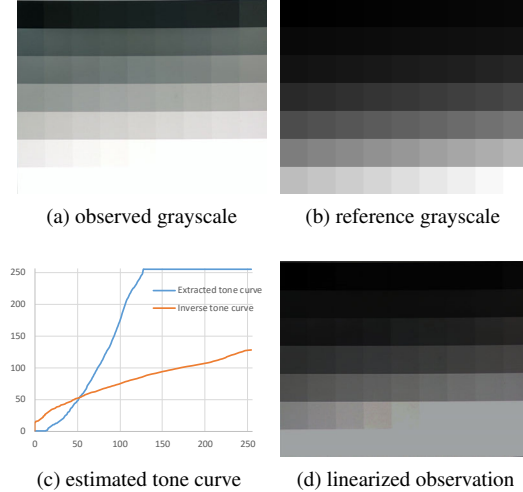 (a) observed grayscale
(b) reference grayscale
250
200
150
100
50
0
0
50
100
150
200
250
Extracted tone curve
Inverse tone curve
(c) estimated tone curve
(d) linearized observation